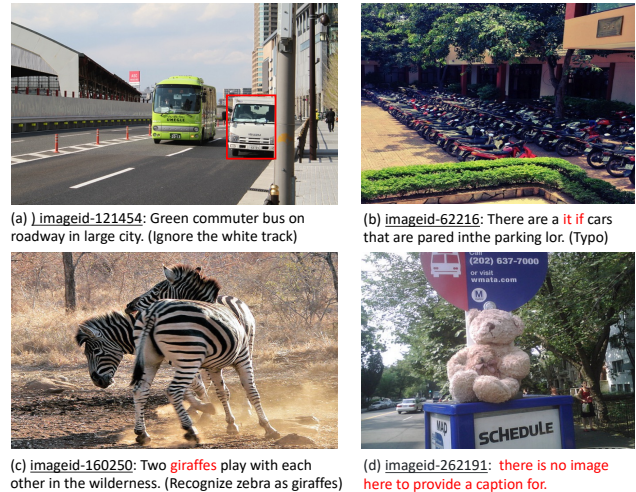 (a) ) imageid-121454: Green commuter bus on
roadway in large city. (Ignore the white track)
(b) imageid-62216: There are a it if cars
that are pared inthe parking lor. (Typo)
(202) 637-7000
or visit
wmata.com
M
MAP
SCHEDULE
(c) imageid-160250: Two giraffes play with each
other in the wilderness. (Recognize zebra as giraffes)
(d) imageid-262191: there is no image
here to provide a caption for.